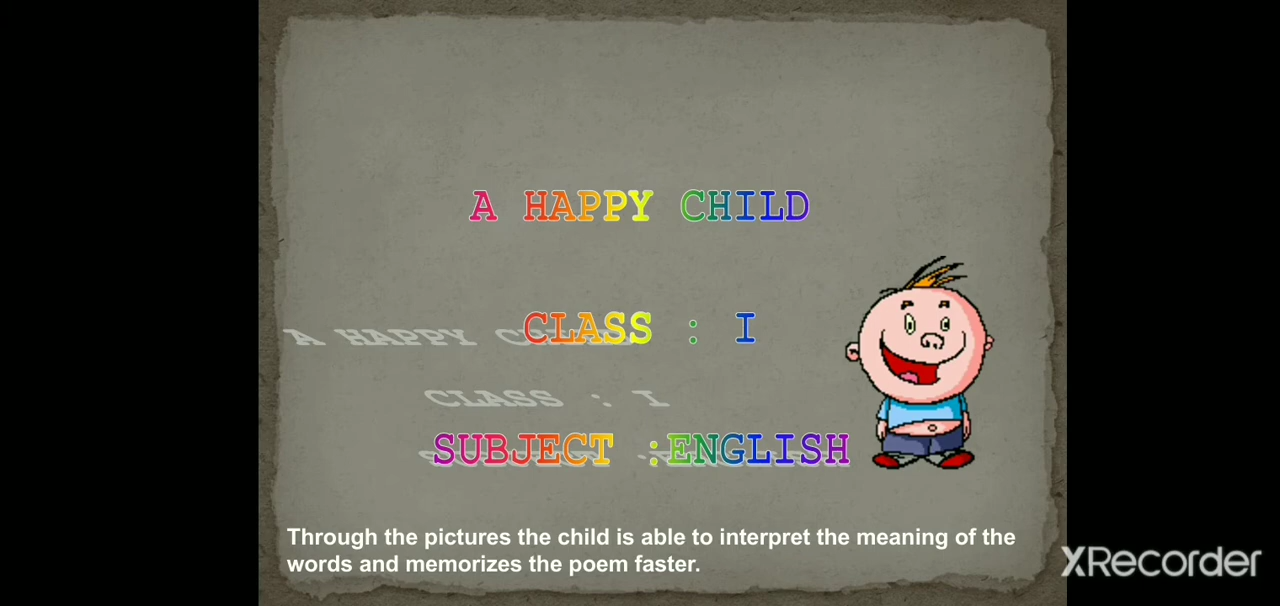 A HAPPY CHILD
CLASS : I
SUBJECT :ENGLISH
Through the pictures the child is able to interpret the meaning of the
words and memorizes the poem faster.
XRecorder